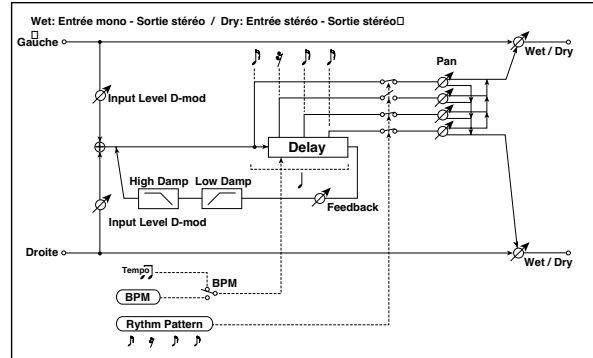 Wet: Entrée mono - Sortie stéréo / Dry: Entrée stéréo - Sortie stéréo
Gauche
Wet / Dry
Pan
Input Level D-mod
Delay
High Damp
Low Damp
Feedback
Input Level D-mod
Droite
Wet / Dry
Tempo
BPM
BPM
Rythm Pattern